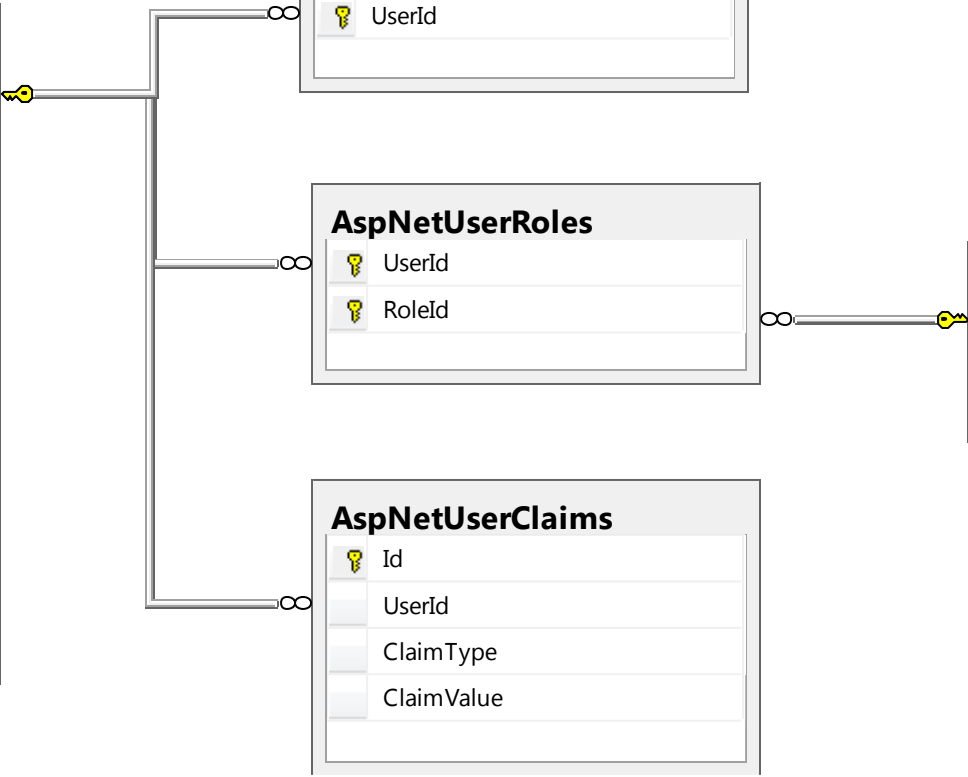 UserId
AspNetUserRoles
UserId
RoleId
AspNetUserClaims
Id
UserId
ClaimType
ClaimValue